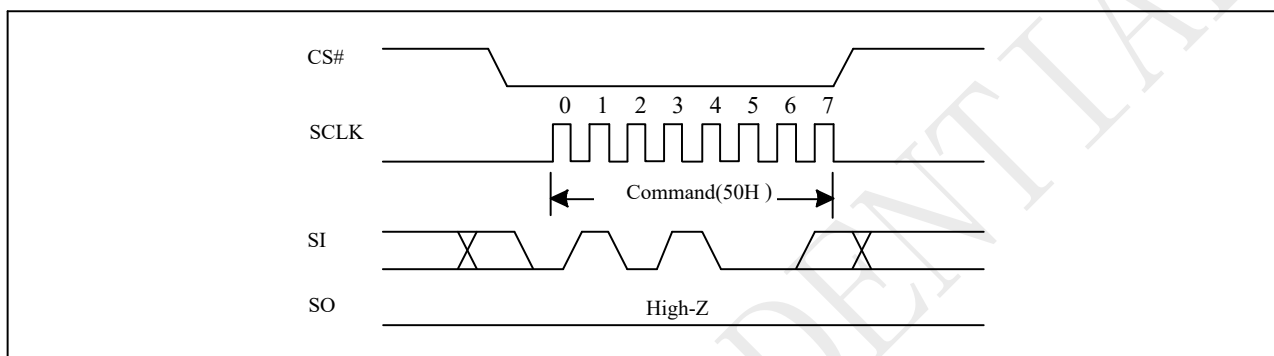 CS#
0 1 2 3 4 5 6 7
SCLK
Command(50H )
SI
SO High-Z